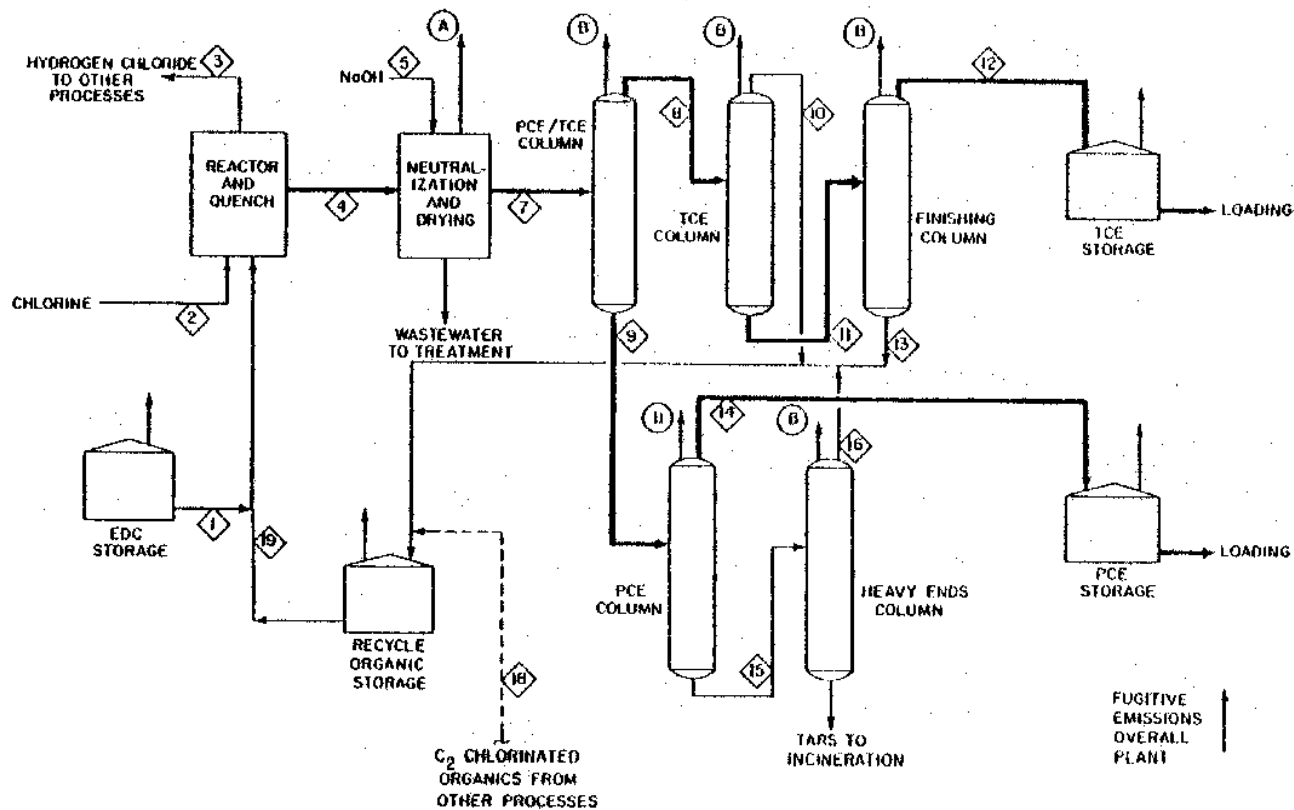 A
B
B
B
3
5
12
HYDROGEN CHLORIDE
TO OTHER
PROCESSES
NaOH
PCE/TCE
COLUMN
8
10
REACTOR
AND
QUENCH
NEUTRAL-
IZATION
AND
DRYING
4
7
TCE
COLUMN
FINISHING
COLUMN
TCE
STORAGE
LOADING
CHLORINE
2
WASTEWATER
TO TREATMENT
9
11
13
B
14
B
16
EDC
STORAGE
1
19
PCE
COLUMN
HEAVY ENDS
COLUMN
PCE
STORAGE
LOADING
RECYCLE
ORGANIC
STORAGE
18
15
C2 CHLORINATED
ORGANICS FROM
OTHER PROCESSES
TARS TO
INCINERATION
FUGITIVE
EMISSIONS
OVERALL
PLANT